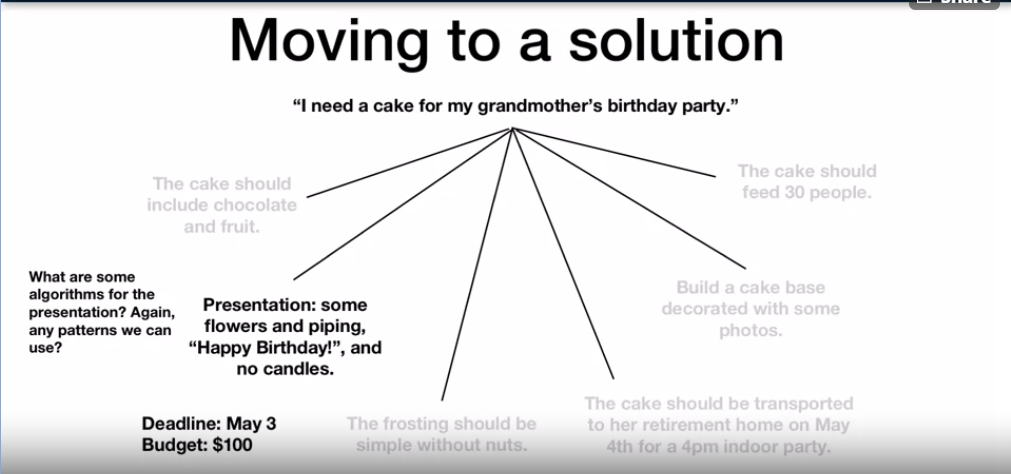 Share
Moving to a solution
“I need a cake for my grandmother’s birthday party.”
The cake should
include chocolate
and fruit.
The cake should
feed 30 people.
What are some
algorithms for the
presentation? Again,
any patterns we can
use?
Presentation: some
flowers and piping,
“Happy Birthday!”, and
no candles.
Build a cake base
decorated with some
photos.
Deadline: May 3
Budget: $100
The frosting should be
simple without nuts.
The cake should be transported
to her retirement home on May
4th for a 4pm indoor party.